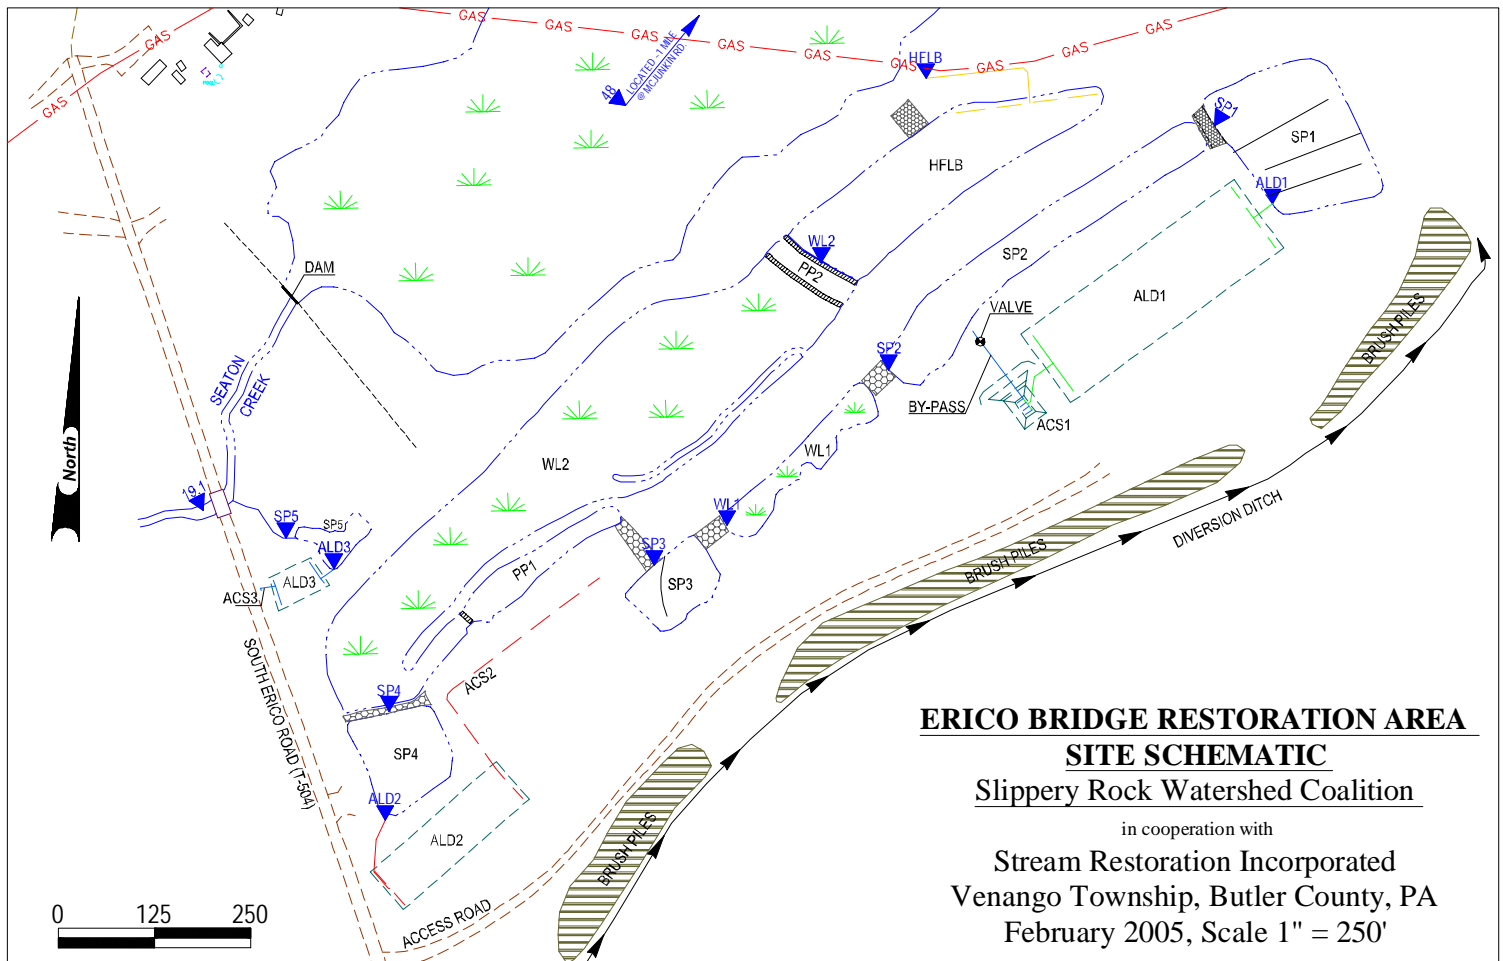 GAS
GAS
GAS
GAS
GAS
GAS
GAS
GAS
GAS
GAS
GAS
GAS
48
LOCATED ~1 MILE
@ MCJUNKIN RD
HFLB
SP1
SP1
HFLB
ALD1
WL2
PP2
SP2
DAM
ALD1
VALVE
BRUSH PILES
SP2
SEATON
CREEK
BY-PASS
ACS1
WL1
WL2
North
19.1
WL1
SP5
SP5
DIVERSION DITCH
ALD3
SP3
BRUSH PILES
ALD3
PP1
SP3
ACS3
SOUTH ERICO ROAD (T-504)
ACS2
SP4
SP4
ALD2
ALD2
BRUSH PILES
ACCESS ROAD
0 125 250
ERICO BRIDGE RESTORATION AREA
SITE SCHEMATIC
Slippery Rock Watershed Coalition
in cooperation with
Stream Restoration Incorporated
Venango Township, Butler County, PA
February 2005, Scale 1" = 250'